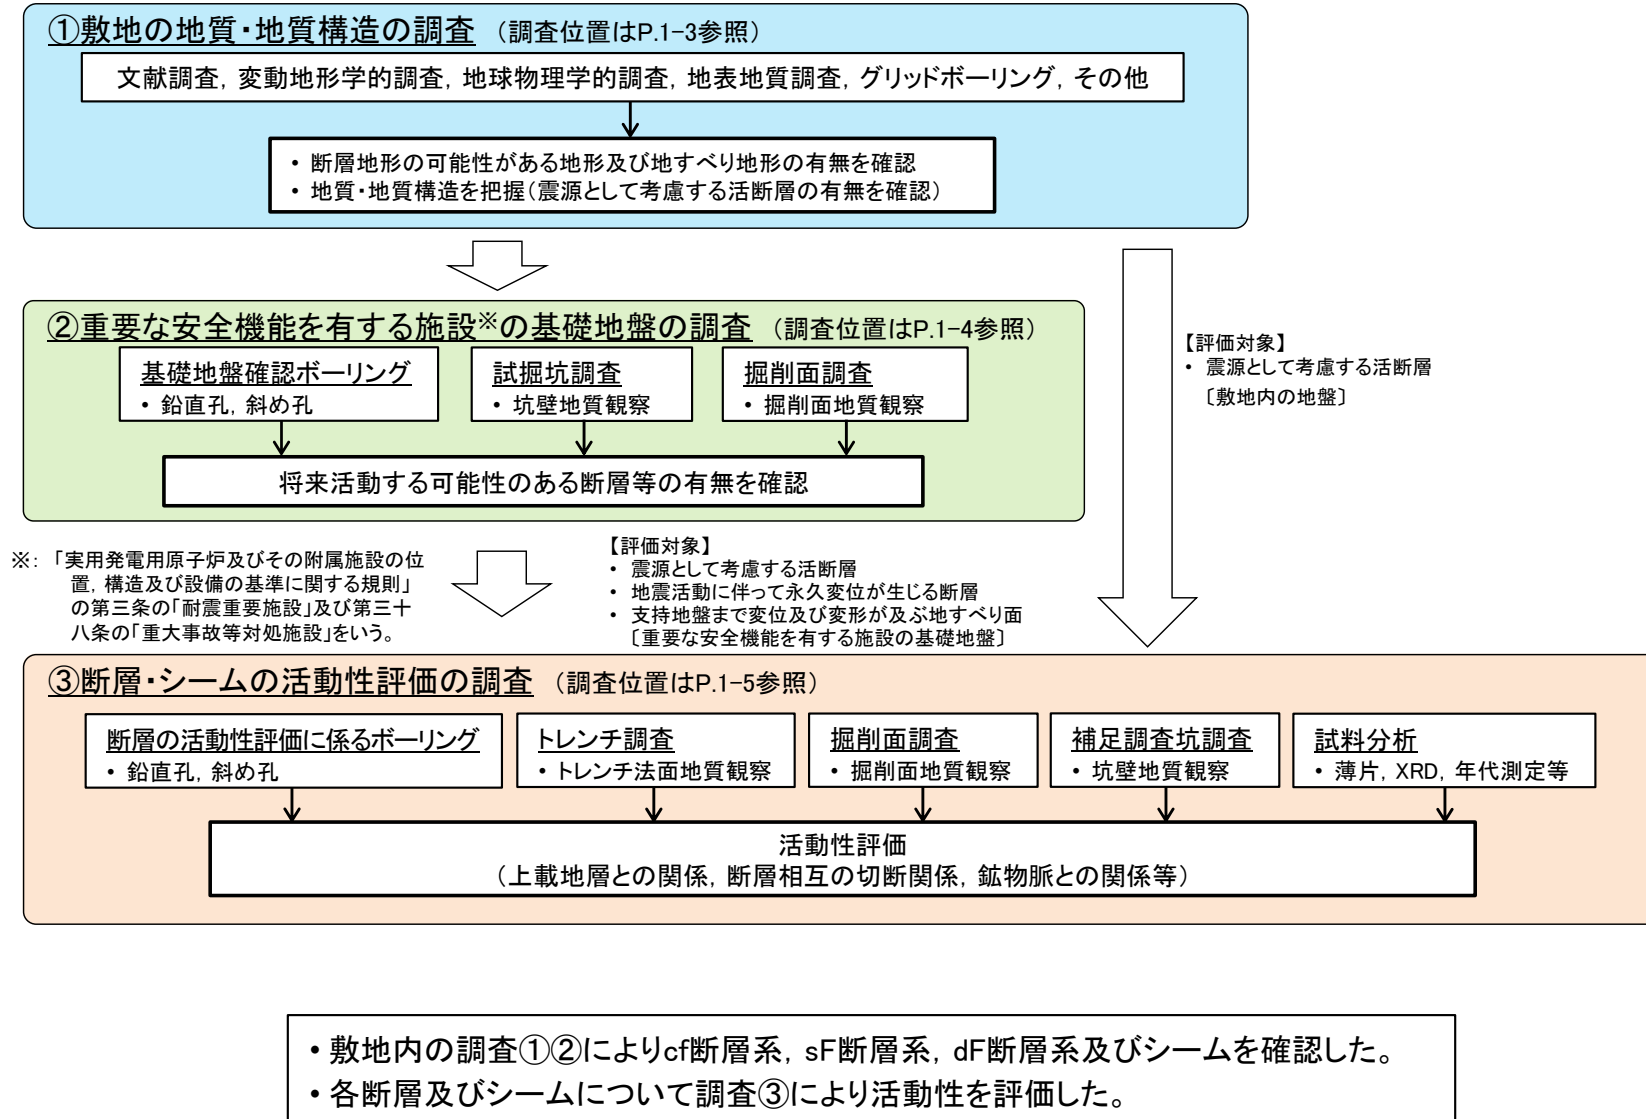 ①敷地の地質・地質構造の調査 （調査位置はP.1-3参照）
文献調査，変動地形学的調査，地球物理学的調査，地表地質調査，グリッドボーリング，その他
• 断層地形の可能性がある地形及び地すべり地形の有無を確認
• 地質・地質構造を把握（震源として考慮する活断層の有無を確認）
②重要な安全機能を有する施設※の基礎地盤の調査 （調査位置はP.1-4参照）
基礎地盤確認ボーリング
• 鉛直孔，斜め孔
試掘坑調査
• 坑壁地質観察
掘削面調査
• 掘削面地質観察
将来活動する可能性のある断層等の有無を確認
【評価対象】
• 震源として考慮する活断層
〔敷地内の地盤〕
※： 「実用発電用原子炉及びその附属施設の位
置，構造及び設備の基準に関する規則」
の第三条の「耐震重要施設」及び第三十
八条の「重大事故等対処施設」をいう。
【評価対象】
• 震源として考慮する活断層
• 地震活動に伴って永久変位が生じる断層
• 支持地盤まで変位及び変形が及ぶ地すべり面
〔重要な安全機能を有する施設の基礎地盤〕
③断層・シームの活動性評価の調査 （調査位置はP.1-5参照）
断層の活動性評価に係るボーリング
• 鉛直孔，斜め孔
トレンチ調査
• トレンチ法面地質観察
掘削面調査
• 掘削面地質観察
補足調査坑調査
• 坑壁地質観察
試料分析
• 薄片，XRD，年代測定等
活動性評価
（上載地層との関係，断層相互の切断関係，鉱物脈との関係等）
• 敷地内の調査①②によりcf断層系，sF断層系，dF断層系及びシームを確認した。
• 各断層及びシームについて調査③により活動性を評価した。